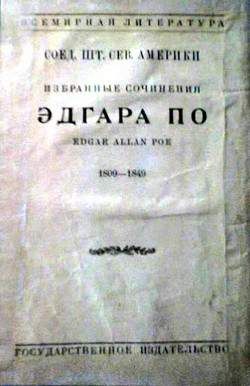 ВСЕМИРНАЯ ЛИТЕРАТУРА
СОЕД. ШТ. СЕВ. АМЕРИКИ
ИЗБРАННЫЕ СОЧИНЕНИЯ
ЭДГАРА ПО
EDGAR ALLAN POE
1809—1849
ГОСУДАРСТВЕННОЕ ИЗДАТЕЛЬСТВО